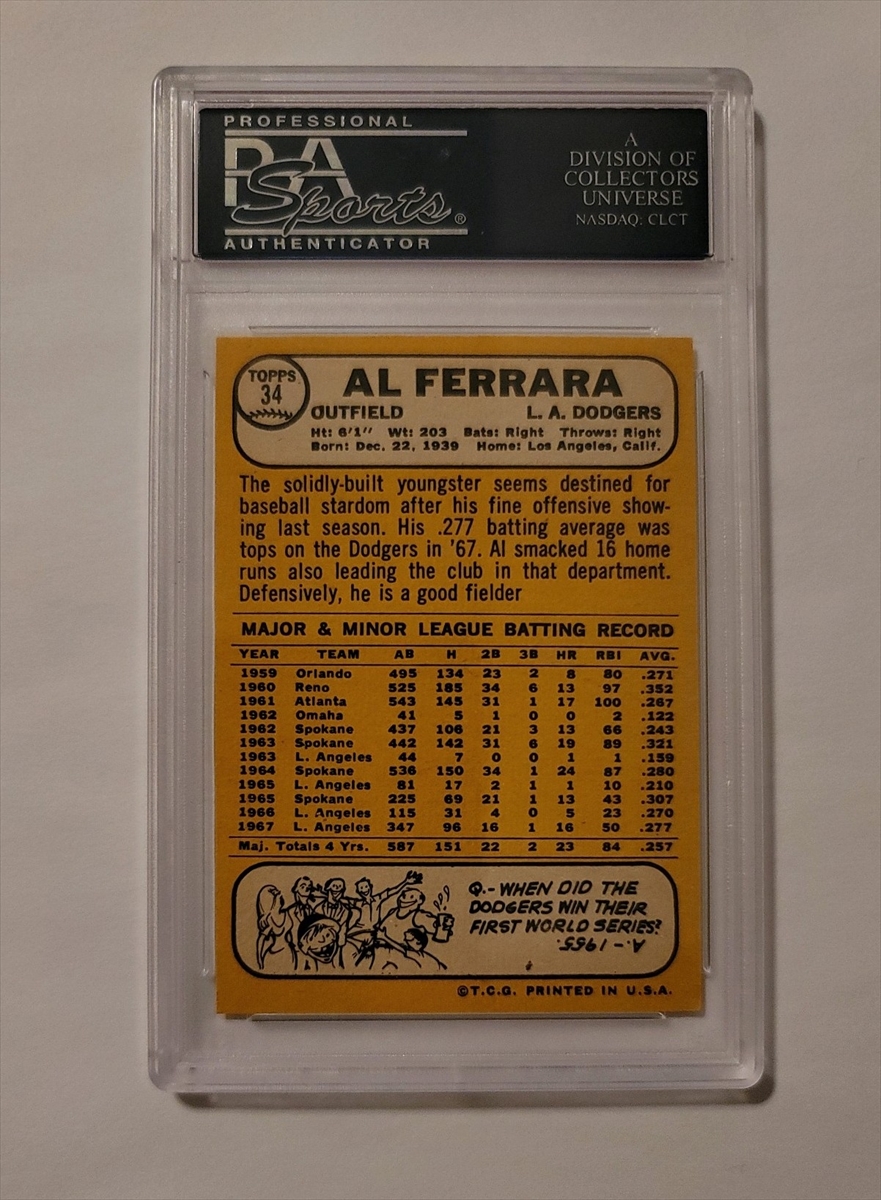 PROFESSIONAL
PSA
Sports®
AUTHENTICATOR
A
DIVISION OF
COLLECTORS
UNIVERSE
NASDAQ: CLCT
TOPPS
34
AL FERRARA
OUTFIELD L. A. DODGERS
Ht: 6'1" Wt: 203 Bats: Right Throws: Right
Born: Dec. 22, 1939 Home: Los Angeles, Calif.
The solidly-built youngster seems destined for
baseball stardom after his fine offensive show-
ing last season. His .277 batting average was
tops on the Dodgers in '67. Al smacked 16 home
runs also leading the club in that department.
Defensively, he is a good fielder
MAJOR & MINOR LEAGUE BATTING RECORD
YEAR TEAM AB H 2B 3B HR RBI AVG.
1959 Orlando 495 134 23 2 8 80 .271
1960 Reno 525 185 34 6 13 97 .352
1961 Atlanta 543 145 31 1 17 100 .267
1962 Omaha 41 5 1 0 0 2 .122
1962 Spokane 437 106 21 3 13 66 .243
1963 Spokane 442 142 31 6 19 89 .321
1963 L. Angeles 44 7 0 0 1 1 .159
1964 Spokane 536 150 34 1 24 87 .280
1965 L. Angeles 81 17 2 1 1 10 .210
1965 Spokane 225 69 21 1 13 43 .307
1966 L. Angeles 115 31 4 0 5 23 .270
1967 L. Angeles 347 96 16 1 16 50 .277
Maj. Totals 4 Yrs. 587 151 22 2 23 84 .257
Q.- WHEN DID THE
DODGERS WIN THEIR
FIRST WORLD SERIES?
A.- 1955.
©T.C.G. PRINTED IN U.S.A.